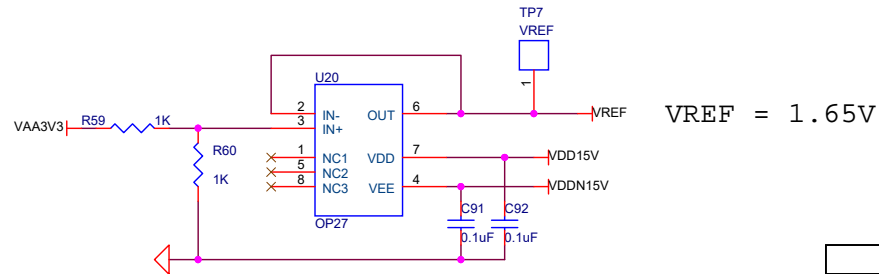 TP7
VREF
U20
2
IN-
OUT
6
3
IN+
VREF
VREF = 1.65V
VAA3V3
R59
1K
R60
1K
1
1
NC1
VDD
7
VDD15V
5
NC2
8
NC3
VEE
4
VDDN15V
OP27
C91
0.1uF
C92
0.1uF